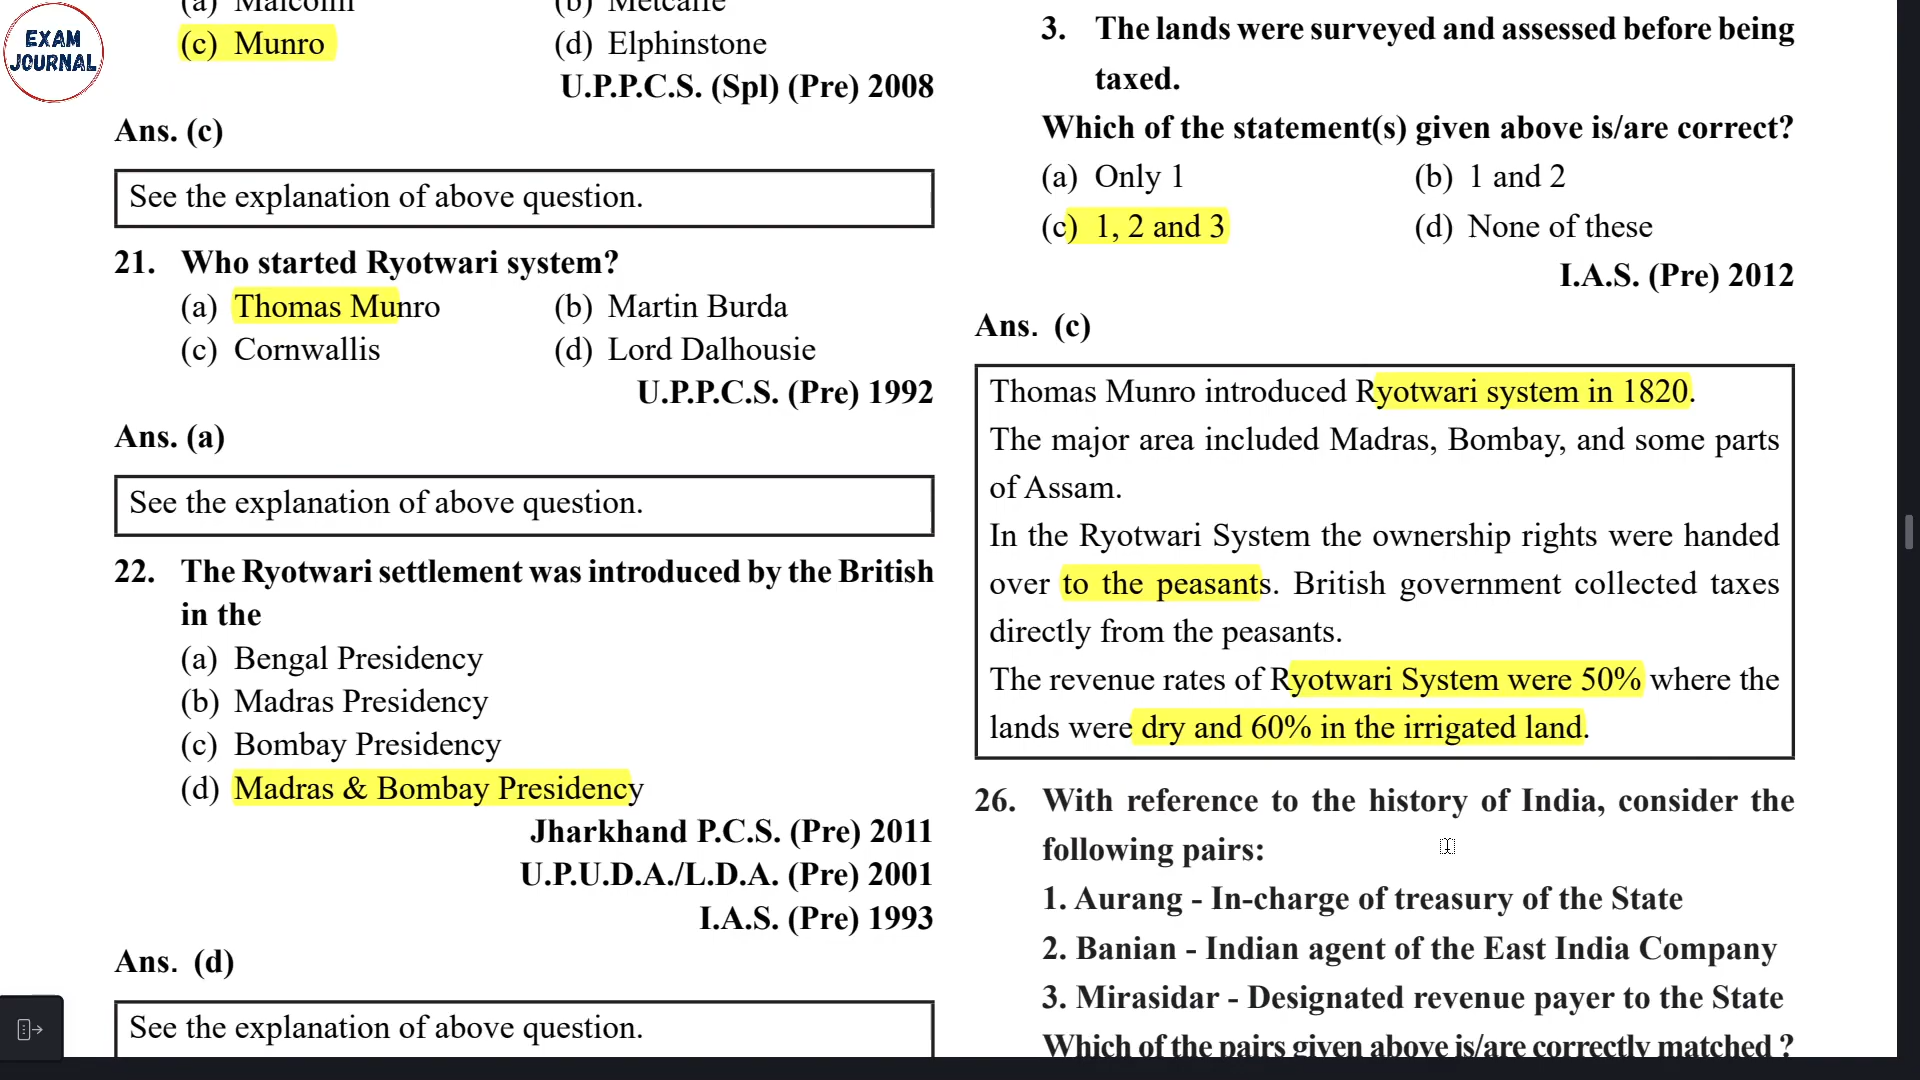 EXAM
JOURNAL
(a) Malcolm
(b) Metcalfe
(c) Munro
(d) Elphinstone
U.P.P.C.S. (Spl) (Pre) 2008
Ans. (c)
See the explanation of above question.
21. Who started Ryotwari system?
(a) Thomas Munro
(b) Martin Burda
(c) Cornwallis
(d) Lord Dalhousie
U.P.P.C.S. (Pre) 1992
Ans. (a)
See the explanation of above question.
22. The Ryotwari settlement was introduced by the British
in the
(a) Bengal Presidency
(b) Madras Presidency
(c) Bombay Presidency
(d) Madras & Bombay Presidency
Jharkhand P.C.S. (Pre) 2011
U.P.U.D.A./L.D.A. (Pre) 2001
I.A.S. (Pre) 1993
Ans. (d)
See the explanation of above question.
3. The lands were surveyed and assessed before being
taxed.
Which of the statement(s) given above is/are correct?
(a) Only 1
(b) 1 and 2
(c) 1, 2 and 3
(d) None of these
I.A.S. (Pre) 2012
Ans. (c)
Thomas Munro introduced Ryotwari system in 1820.
The major area included Madras, Bombay, and some parts
of Assam.
In the Ryotwari System the ownership rights were handed
over to the peasants. British government collected taxes
directly from the peasants.
The revenue rates of Ryotwari System were 50% where the
lands were dry and 60% in the irrigated land.
26. With reference to the history of India, consider the
following pairs:
1. Aurang - In-charge of treasury of the State
2. Banian - Indian agent of the East India Company
3. Mirasidar - Designated revenue payer to the State
Which of the pairs given above is/are correctly matched ?